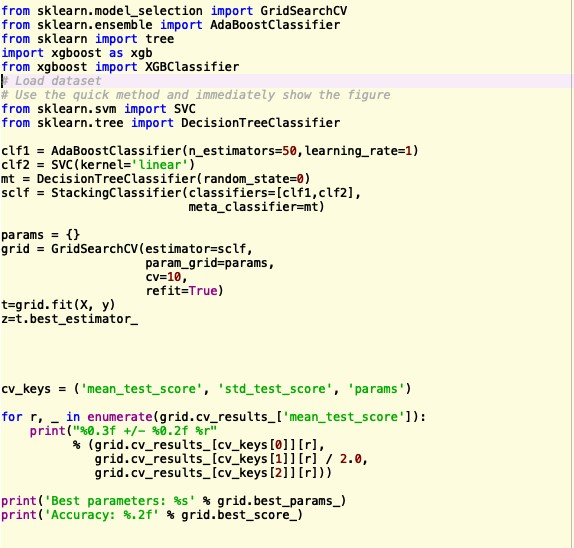 from sklearn.model_selection import GridSearchCV
from sklearn.ensemble import AdaBoostClassifier
from sklearn import tree
import xgboost as xgb
from xgboost import XGBClassifier
# Load dataset
# Use the quick method and immediately show the figure
from sklearn.svm import SVC
from sklearn.tree import DecisionTreeClassifier

clf1 = AdaBoostClassifier(n_estimators=50,learning_rate=1)
clf2 = SVC(kernel='linear')
mt = DecisionTreeClassifier(random_state=0)
sclf = StackingClassifier(classifiers=[clf1,clf2],
                          meta_classifier=mt)

params = {}
grid = GridSearchCV(estimator=sclf,
                    param_grid=params,
                    cv=10,
                    refit=True)
t=grid.fit(X, y)
z=t.best_estimator_

cv_keys = ('mean_test_score', 'std_test_score', 'params')

for r, _ in enumerate(grid.cv_results_['mean_test_score']):
    print("%0.3f +/- %0.2f %r"
          % (grid.cv_results_[cv_keys[0]][r],
             grid.cv_results_[cv_keys[1]][r] / 2.0,
             grid.cv_results_[cv_keys[2]][r]))

print('Best parameters: %s' % grid.best_params_)
print('Accuracy: %.2f' % grid.best_score_)